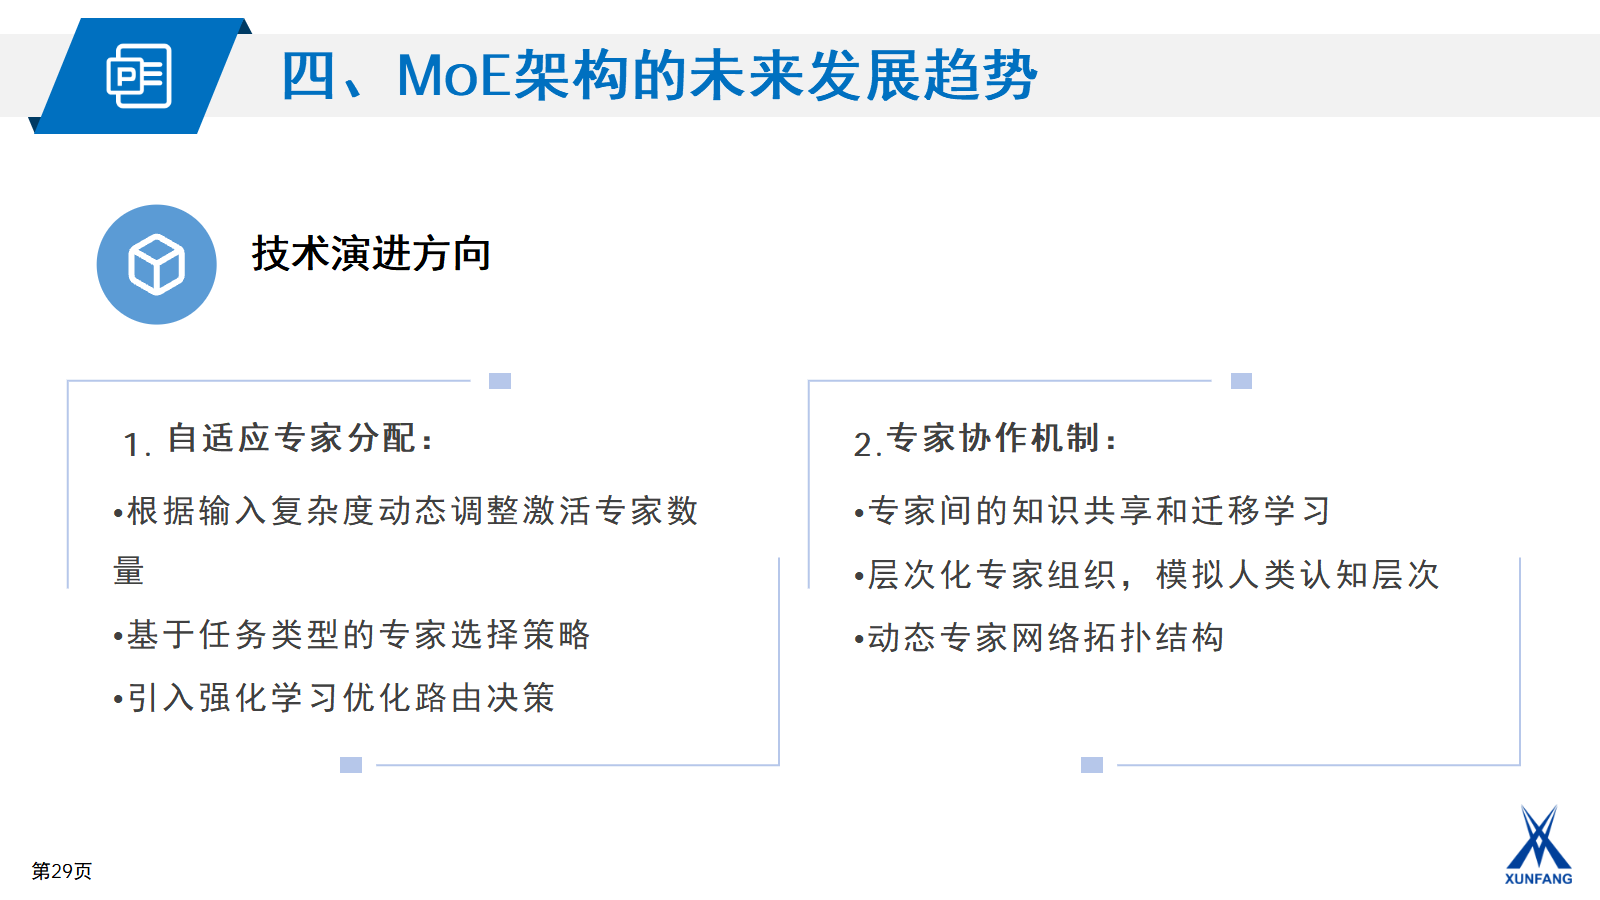 四、MoE架构的未来发展趋势
技术演进方向
1. 自适应专家分配：
•根据输入复杂度动态调整激活专家数
量
•基于任务类型的专家选择策略
•引入强化学习优化路由决策
2.专家协作机制：
•专家间的知识共享和迁移学习
•层次化专家组织，模拟人类认知层次
•动态专家网络拓扑结构
第29页
XUNFANG